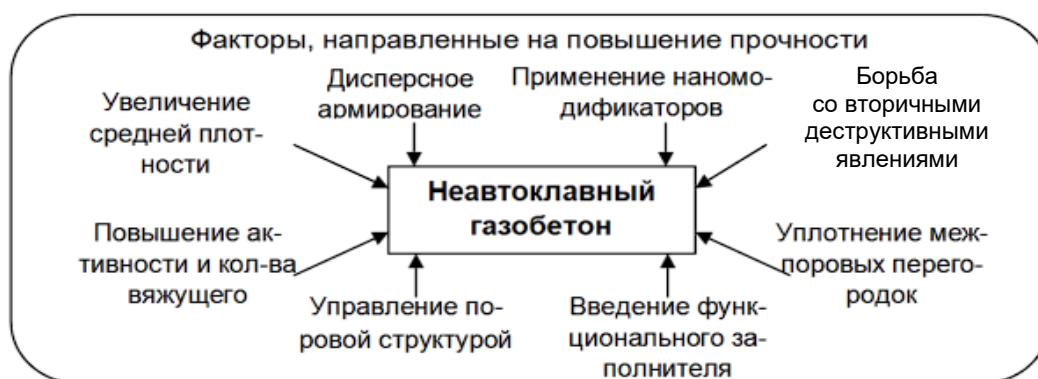 Факторы, направленные на повышение прочности
Увеличение
средней плот-
ности
Дисперсное
армирование
Применение наномо-
дификаторов
Борьба
со вторичными
деструктивными
явлениями
Неавтоклавный
газобетон
Повышение ак-
тивности и кол-ва
вяжущего
Управление по-
ровой структурой
Введение функ-
ционального за-
полнителя
Уплотнение меж-
поровых перего-
родок